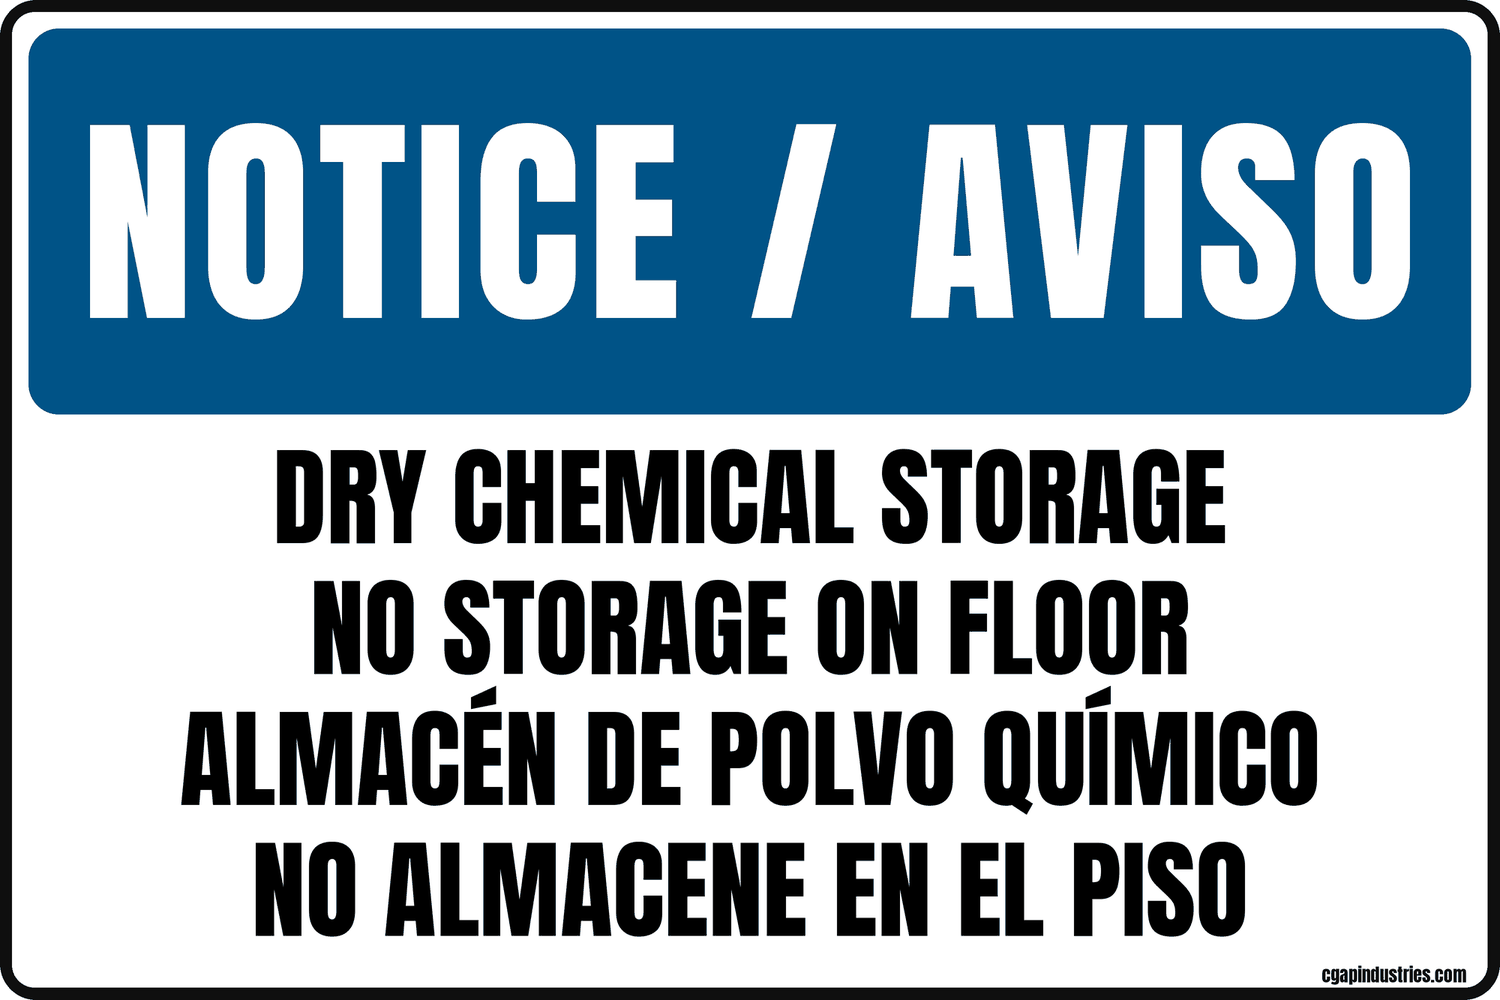 NOTICE / AVISO
DRY CHEMICAL STORAGE
NO STORAGE ON FLOOR
ALMACÉN DE POLVO QUÍMICO
NO ALMACENE EN EL PISO
cgapindustries.com